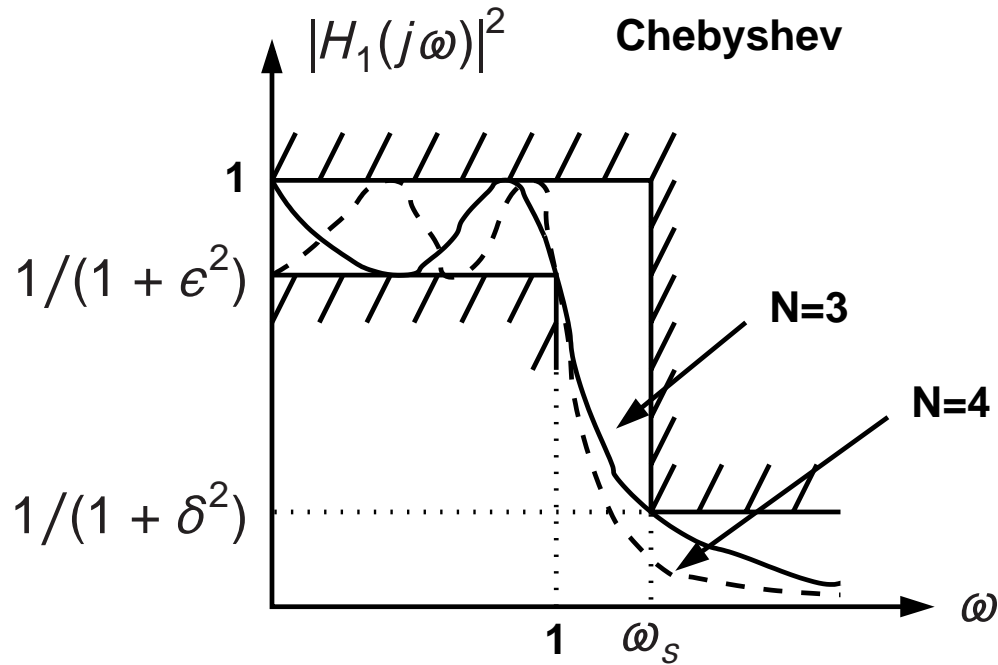 |H₁(jω)|²
Chebyshev
1
1/(1 + ϵ²)
N=3
N=4
1/(1 + δ²)
1
ωₛ
ω